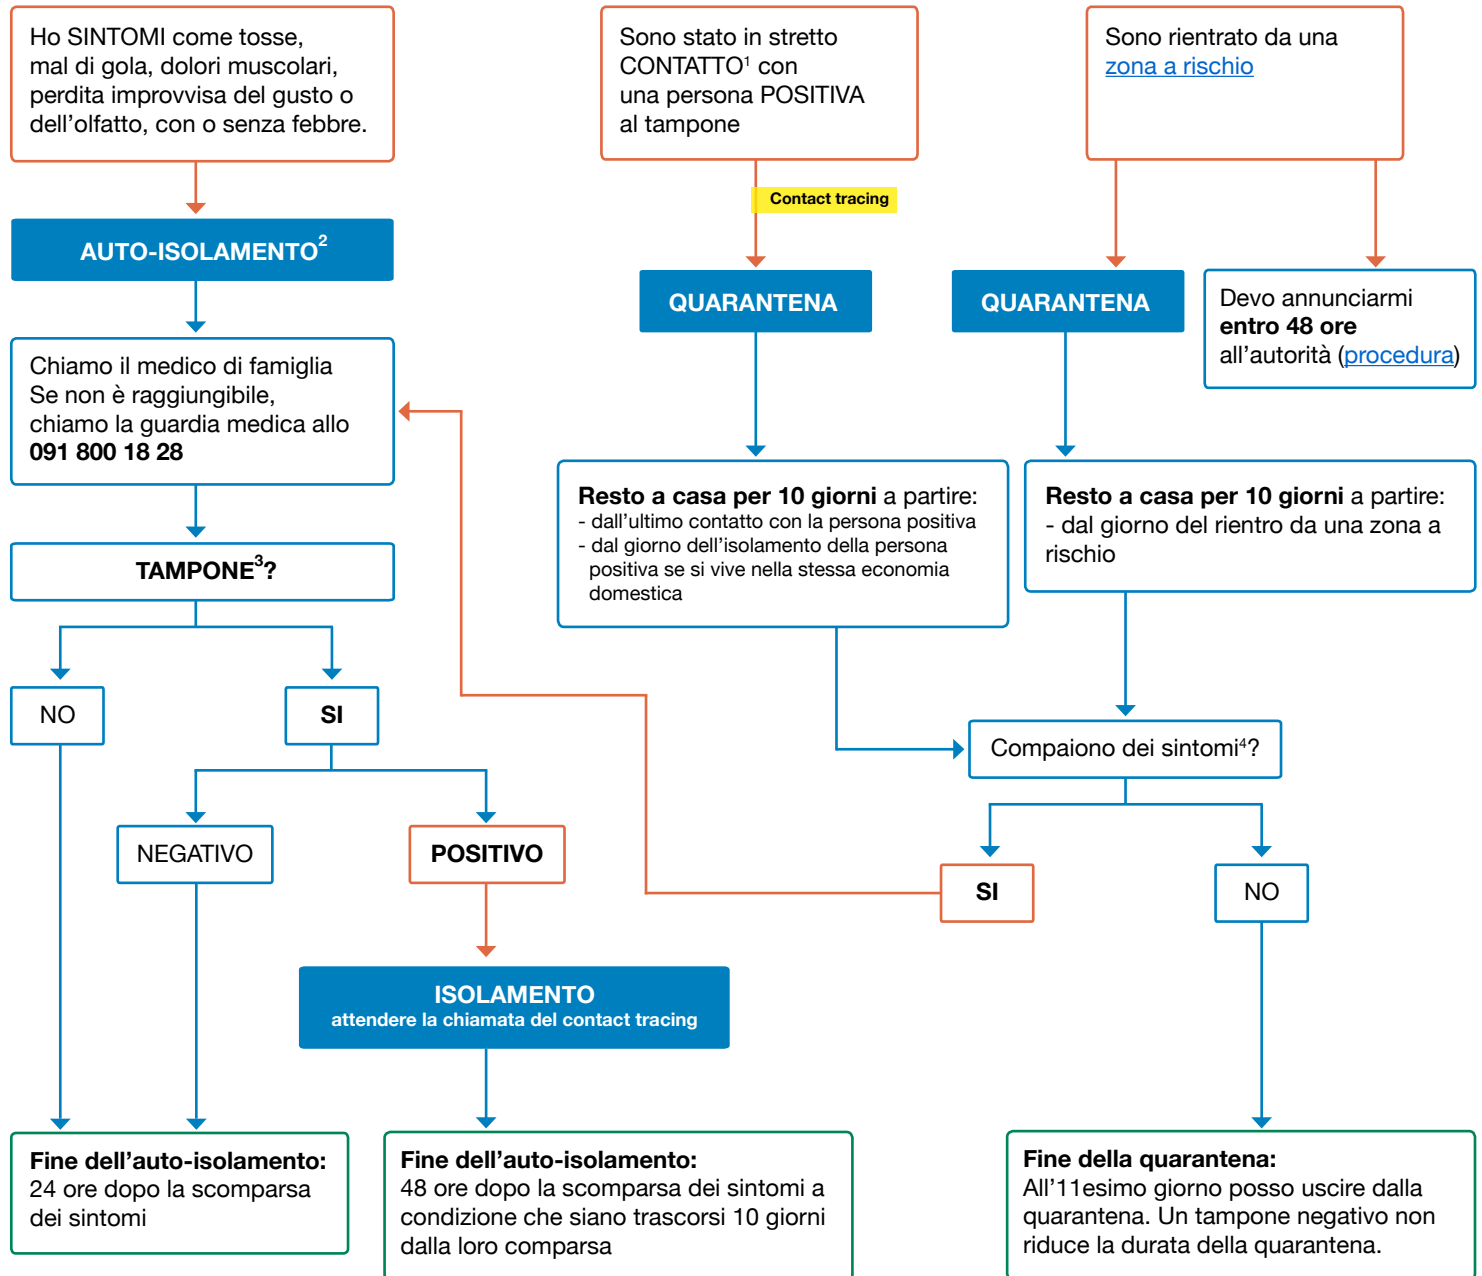 Ho SINTOMI come tosse,
mal di gola, dolori muscolari,
perdita improvvisa del gusto o
dell'olfatto, con o senza febbre.
Sono stato in stretto
CONTATTO¹ con
una persona POSITIVA
al tampone
Sono rientrato da una
zona a rischio
Contact tracing
AUTO-ISOLAMENTO²
QUARANTENA
QUARANTENA
Devo annunciarmi
entro 48 ore
all'autorità (procedura)
Chiamo il medico di famiglia
Se non è raggiungibile,
chiamo la guardia medica allo
091 800 18 28
Resto a casa per 10 giorni a partire:
- dall'ultimo contatto con la persona positiva
- dal giorno dell'isolamento della persona
positiva se si vive nella stessa economia
domestica
Resto a casa per 10 giorni a partire:
- dal giorno del rientro da una zona a
rischio
TAMPONE³?
NO
SI
Compaiono dei sintomi⁴?
NEGATIVO
POSITIVO
SI
NO
ISOLAMENTO
attendere la chiamata del contact tracing
Fine dell'auto-isolamento:
24 ore dopo la scomparsa
dei sintomi
Fine dell'auto-isolamento:
48 ore dopo la scomparsa dei sintomi a
condizione che siano trascorsi 10 giorni
dalla loro comparsa
Fine della quarantena:
All'11esimo giorno posso uscire dalla
quarantena. Un tampone negativo non
riduce la durata della quarantena.